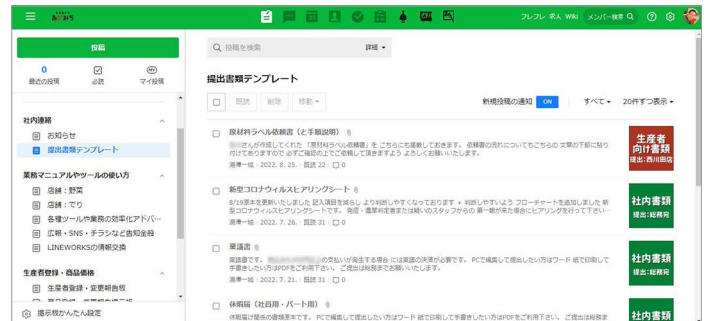 あぜみち
フレフレ 求人 Wiki メンバー検索
投稿
最近の投稿 必読 マイ投稿
社内連絡
お知らせ
提出書類テンプレート
業務マニュアルやツールの使い方
店舗：野菜
店舗：でり
各種ツールや業務の効率化アドバ…
広報・SNS・チラシなど告知全般
LINEWORKSの情報交換
生産者登録・商品価格
生産者登録・変更報告板
掲示板かんたん設定
投稿を検索 詳細
提出書類テンプレート
既読 削除 移動 新規投稿の通知 ON すべて 20件ずつ表示
原材料ラベル依頼書（と手順説明）
さんが作成してくれた 「原材料ラベル依頼書」を こちらにも掲載しておきます。 依頼書の流れについてもこちらの 文章の下部に貼り
付けてありますので 必ずご確認の上でご依頼して頂きますよう よろしくお願いいたします。
湯澤一成 · 2022. 8. 25. · 既読 22 · 0
生産者
向け書類
提出：西川田店
新型コロナウィルスヒアリングシート
8/19原本を更新いたしました 記入項目を減らし より判断しやすくなっております + 判断しやすいよう フローチャートを追加しました 新
型コロナウィルスヒアリングシートです。 発症・濃厚判定者または疑いのスタッフからの 第一報が来た場合にヒアリングを行って下さい…
湯澤一成 · 2022. 7. 26. · 既読 31 · 0
社内書類
提出：総務宛
稟議書
稟議書です。 の支払いが発生する場合 には稟議の決済が必要です。 PCで編集して提出したい方はワード 紙で印刷して
手書きしたい方はPDFをご利用下さい。 ご提出は総務までお願いいたします。
湯澤一成 · 2022. 7. 21. · 既読 31 · 0
社内書類
提出：総務宛
休暇届（社員用・パート用）
休暇届け関係の書類原本です。 PCで編集して提出したい方はワード 紙で印刷して手書きしたい方はPDFをご利用下さい。 ご提出は総務ま
社内書類